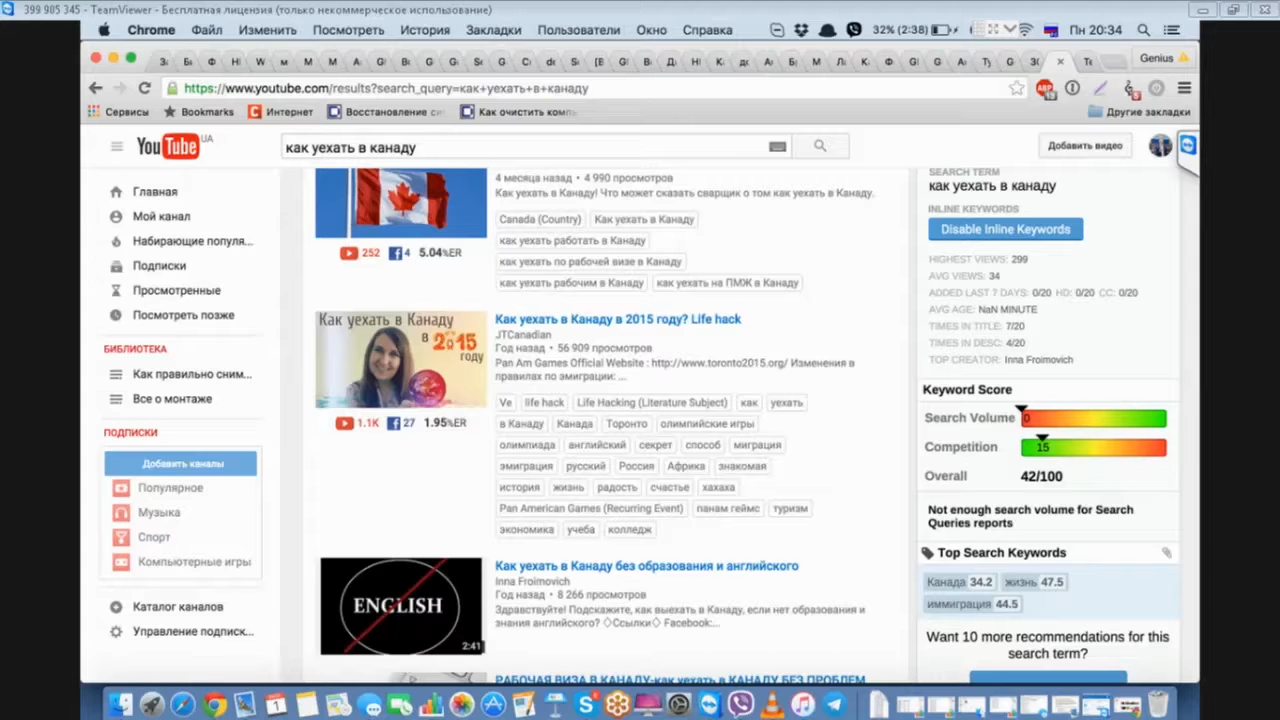 399 905 345 - TeamViewer - Бесплатная лицензия (только некоммерческое использование)
Chrome Файл Изменить Посмотреть История Закладки Пользователи Окно Справка 32% (2:38) Пн 20:34
Genius
https://www.youtube.com/results?search_query=как+уехать+в+канаду
Сервисы Bookmarks Интернет Восстановление си Как очистить компь Другие закладки
YouTube UA как уехать в канаду Добавить видео
Главная
Мой канал
Набирающие популя...
Подписки
Просмотренные
Посмотреть позже
БИБЛИОТЕКА
Как правильно сним...
Все о монтаже
ПОДПИСКИ
Добавить каналы
Популярное
Музыка
Спорт
Компьютерные игры
Каталог каналов
Управление подписк...
4 месяца назад • 4 990 просмотров
Как уехать в Канаду! Что может сказать сварщик о том как уехать в Канаду.
Canada (Country) Как уехать в Канаду
как уехать работать в Канаду
как уехать по рабочей визе в Канаду
как уехать рабочим в Канаду как уехать на ПМЖ в Канаду
252 4 5.04%ER
Как уехать в Канаду
в 2015
году
1.1K 27 1.95%ER
Как уехать в Канаду в 2015 году? Life hack
JTCanadian
Год назад • 56 909 просмотров
Pan Am Games Official Website : http://www.toronto2015.org/ Изменения в
правилах по эмиграции: ...
Ve life hack Life Hacking (Literature Subject) как уехать
в Канаду Канада Торонто олимпийские игры
олимпиада английский секрет способ миграция
эмиграция русский Россия Африка знакомая
история жизнь радость счастье хахаха
Pan American Games (Recurring Event) панам геймс туризм
экономика учеба колледж
ENGLISH
2:41
Как уехать в Канаду без образования и английского
Inna Froimovich
Год назад • 8 266 просмотров
Здравствуйте! Подскажите, как выехать в Канаду, если нет образования и
знания английского? ◇Ссылки◇ Facebook:...
РАБОЧАЯ ВИЗА В КАНАДУ-как уехать в КАНАДУ БЕЗ ПРОБЛЕМ
SEARCH TERM
как уехать в канаду
INLINE KEYWORDS
Disable Inline Keywords
HIGHEST VIEWS: 299
AVG VIEWS: 34
ADDED LAST 7 DAYS: 0/20 HD: 0/20 CC: 0/20
AVG AGE: NaN MINUTE
TIMES IN TITLE: 7/20
TIMES IN DESC: 4/20
TOP CREATOR: Inna Froimovich
Keyword Score
Search Volume 0
Competition 15
Overall 42/100
Not enough search volume for Search
Queries reports
Top Search Keywords
Канада 34.2 жизнь 47.5
иммиграция 44.5
Want 10 more recommendations for this
search term?